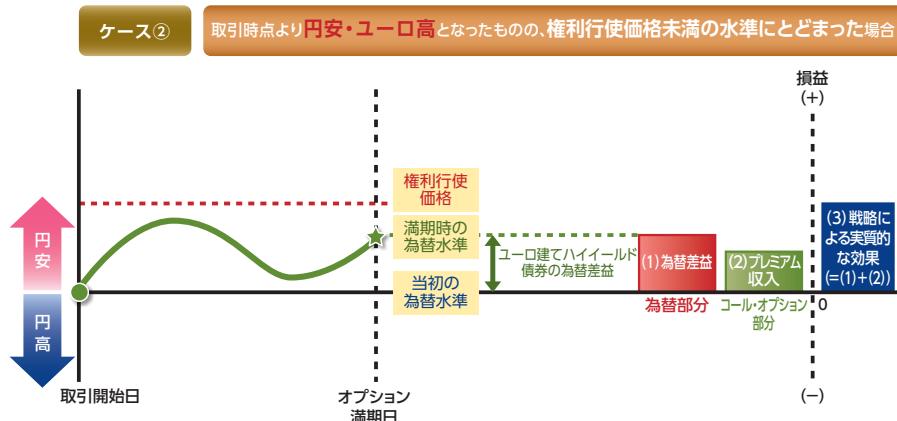 ケース②
取引時点より円安・ユーロ高となったものの、権利行使価格未満の水準にとどまった場合
損益
(+)
権利行使
価格
満期時の
為替水準
当初の
為替水準
円安
円高
ユーロ建てハイイールド
債券の為替差益
(1)為替差益
(2)プレミアム
収入
(3)戦略に
よる実質的
な効果
(=(1)+(2))
為替部分
コール・オプション
部分
0
取引開始日
オプション
満期日
(−)